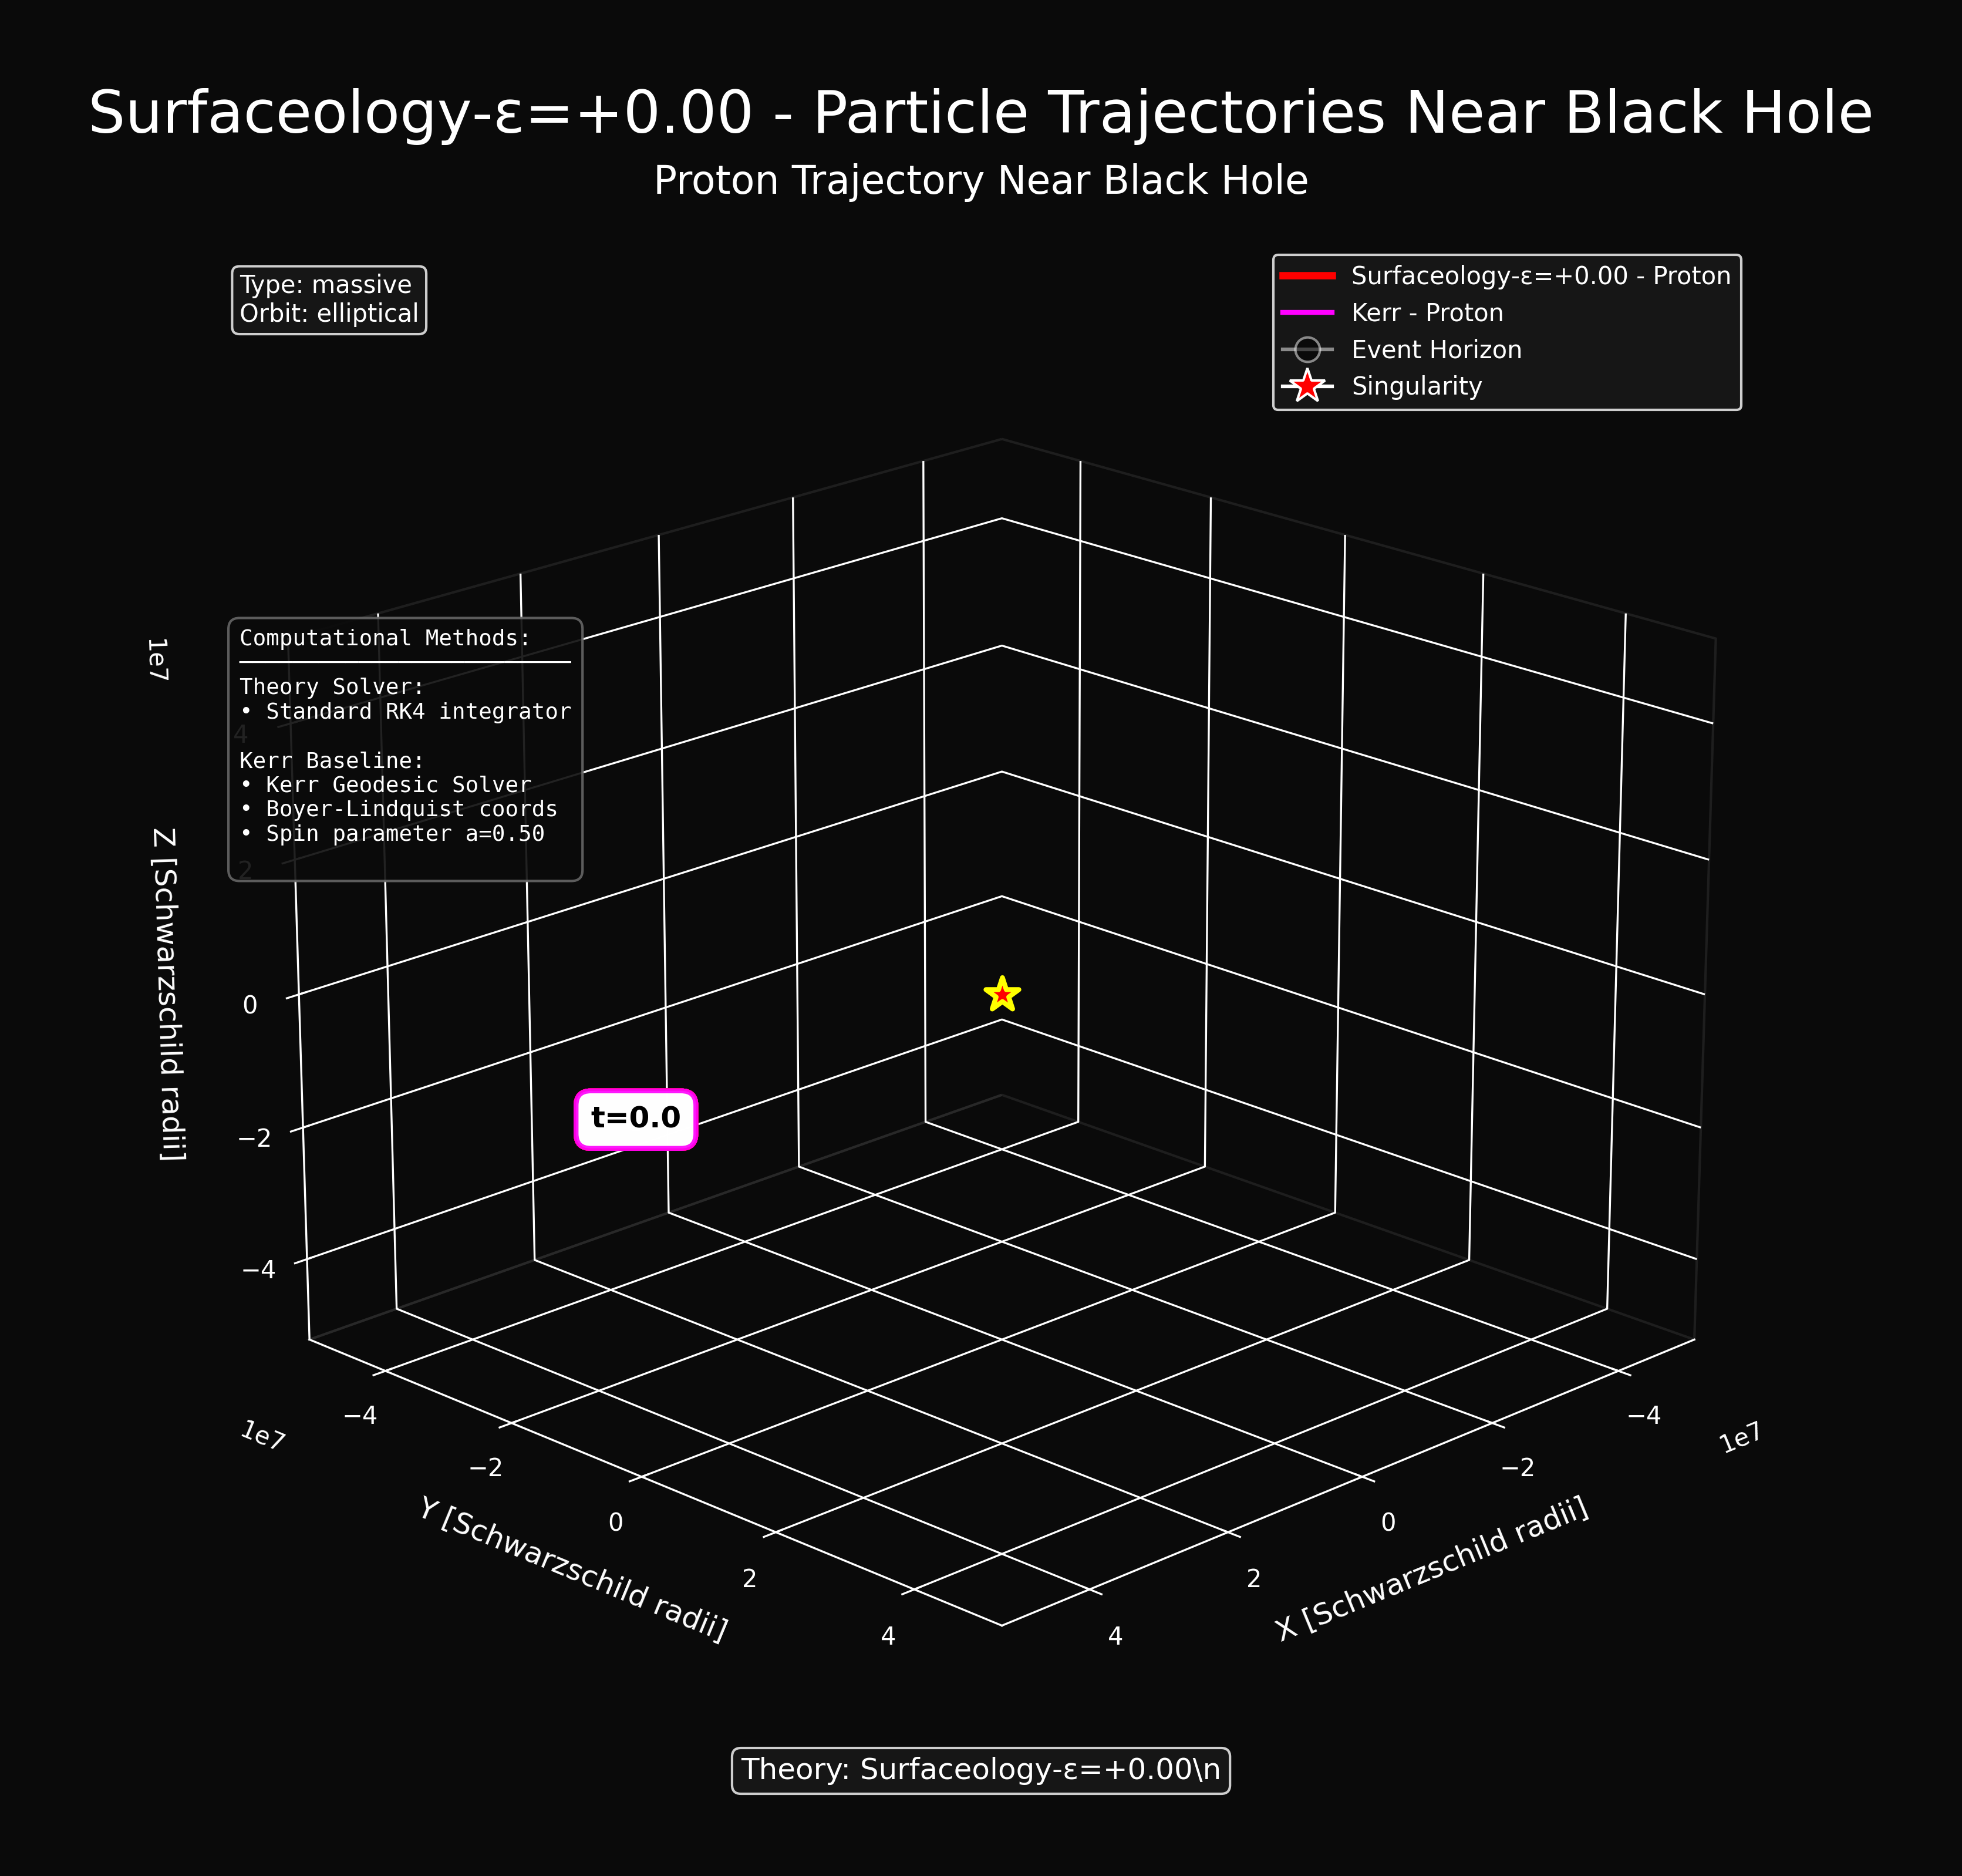 Surfaceology-ε=+0.00 - Particle Trajectories Near Black Hole
Proton Trajectory Near Black Hole
Type: massive
Orbit: elliptical
Surfaceology-ε=+0.00 - Proton
Kerr - Proton
Event Horizon
Singularity
Computational Methods:
Theory Solver:
• Standard RK4 integrator
Kerr Baseline:
• Kerr Geodesic Solver
• Boyer-Lindquist coords
• Spin parameter a=0.50
1e7
4
2
0
−2
−4
Z [Schwarzschild radii]
t=0.0
1e7
−4
−2
0
2
4
Y [Schwarzschild radii]
1e7
−4
−2
0
2
4
X [Schwarzschild radii]
Theory: Surfaceology-ε=+0.00\n